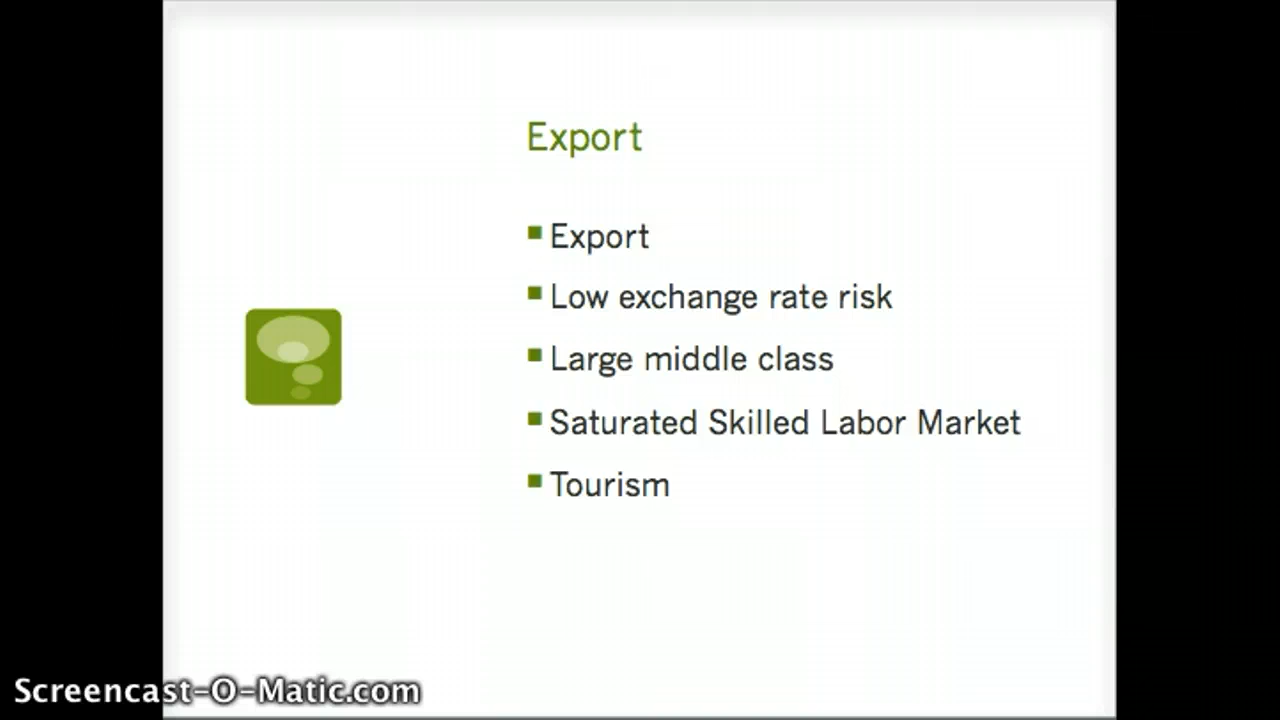 Export
Export
Low exchange rate risk
Large middle class
Saturated Skilled Labor Market
Tourism
Screencast-O-Matic.com